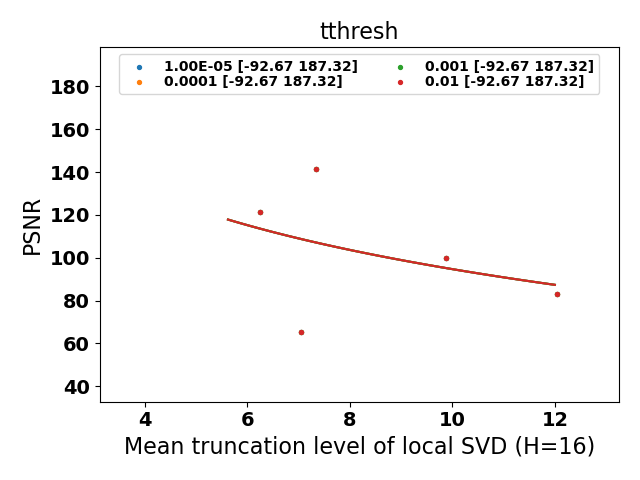 tthresh
1.00E-05 [-92.67 187.32]
0.0001 [-92.67 187.32]
0.001 [-92.67 187.32]
0.01 [-92.67 187.32]
PSNR
180
160
140
120
100
80
60
40
4 6 8 10 12
Mean truncation level of local SVD (H=16)